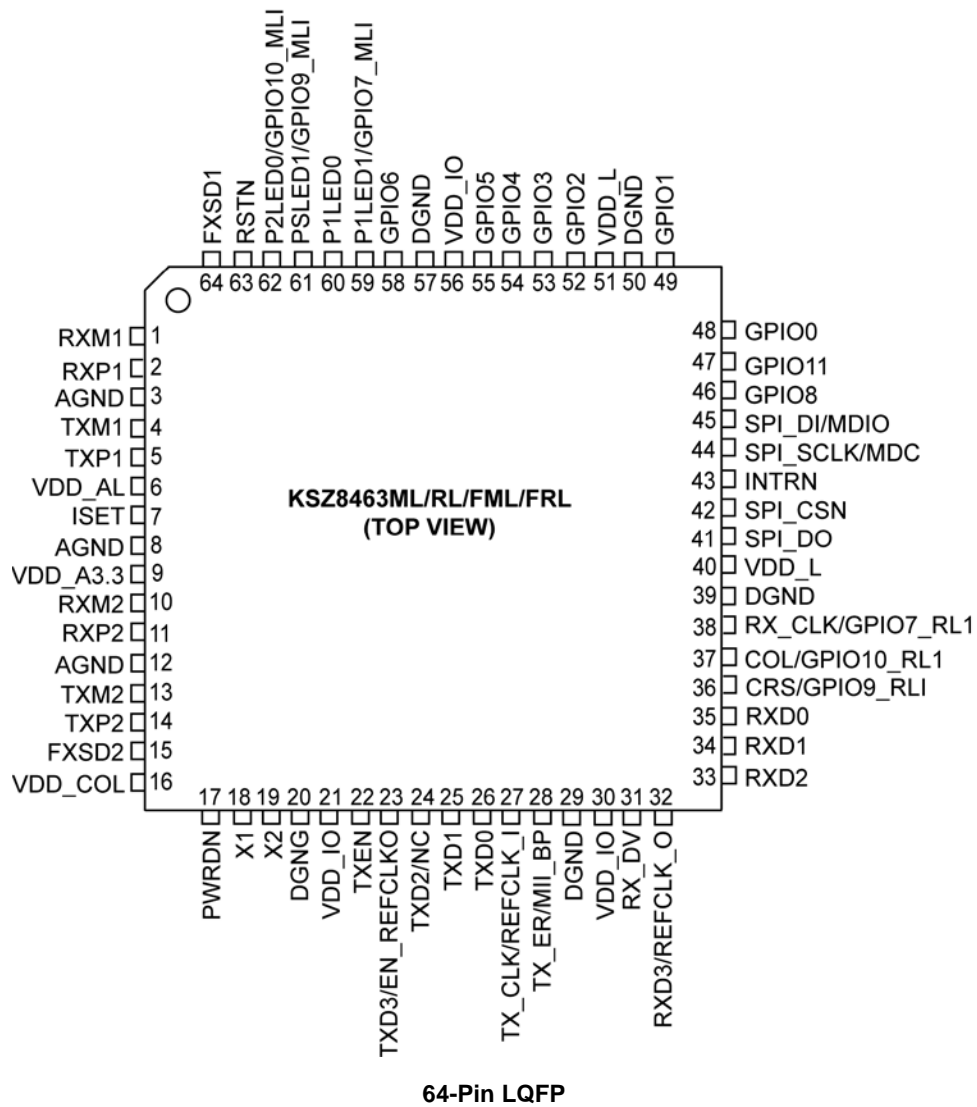 FXSD1
RSTN
P2LED0/GPIO10_MLI
PSLED1/GPIO9_MLI
P1LED0
P1LED1/GPIO7_MLI
GPIO6
DGND
VDD_IO
GPIO5
GPIO4
GPIO3
GPIO2
VDD_L
DGND
GPIO1
64 63 62 61 60 59 58 57 56 55 54 53 52 51 50 49
RXM1 1
RXP1 2
AGND 3
TXM1 4
TXP1 5
VDD_AL 6
ISET 7
AGND 8
VDD_A3.3 9
RXM2 10
RXP2 11
AGND 12
TXM2 13
TXP2 14
FXSD2 15
VDD_COL 16
KSZ8463ML/RL/FML/FRL
(TOP VIEW)
48 GPIO0
47 GPIO11
46 GPIO8
45 SPI_DI/MDIO
44 SPI_SCLK/MDC
43 INTRN
42 SPI_CSN
41 SPI_DO
40 VDD_L
39 DGND
38 RX_CLK/GPIO7_RL1
37 COL/GPIO10_RL1
36 CRS/GPIO9_RLI
35 RXD0
34 RXD1
33 RXD2
17 18 19 20 21 22 23 24 25 26 27 28 29 30 31 32
PWRDN
X1
X2
DGNG
VDD_IO
TXEN
TXD3/EN_REFCLKO
TXD2/NC
TXD1
TXD0
TX_CLK/REFCLK_I
TX_ER/MII_BP
DGND
VDD_IO
RX_DV
RXD3/REFCLK_O
64-Pin LQFP